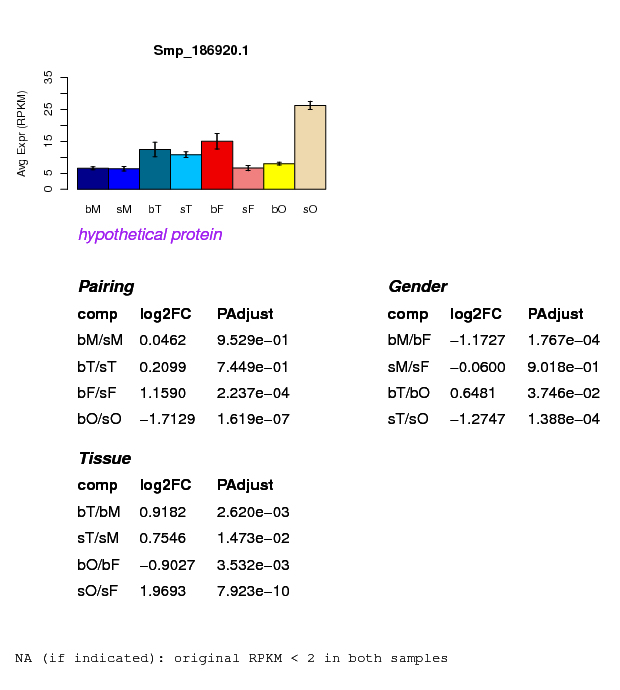 Smp_186920.1
Avg Expr (RPKM)
35
25
15
5
0
bM sM bT sT bF sF bO sO
hypothetical protein
Pairing
comp log2FC PAdjust
bM/sM 0.0462 9.529e−01
bT/sT 0.2099 7.449e−01
bF/sF 1.1590 2.237e−04
bO/sO −1.7129 1.619e−07
Gender
comp log2FC PAdjust
bM/bF −1.1727 1.767e−04
sM/sF −0.0600 9.018e−01
bT/bO 0.6481 3.746e−02
sT/sO −1.2747 1.388e−04
Tissue
comp log2FC PAdjust
bT/bM 0.9182 2.620e−03
sT/sM 0.7546 1.473e−02
bO/bF −0.9027 3.532e−03
sO/sF 1.9693 7.923e−10
NA (if indicated): original RPKM < 2 in both samples